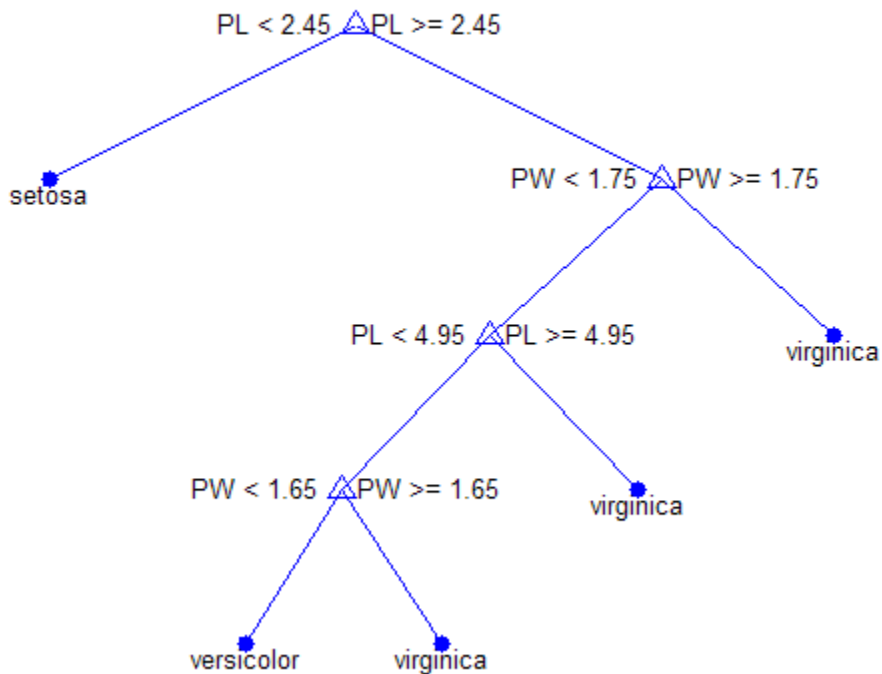 PL < 2.45 PL >= 2.45
setosa
PW < 1.75 PW >= 1.75
PL < 4.95 PL >= 4.95
virginica
PW < 1.65 PW >= 1.65
virginica
versicolor
virginica